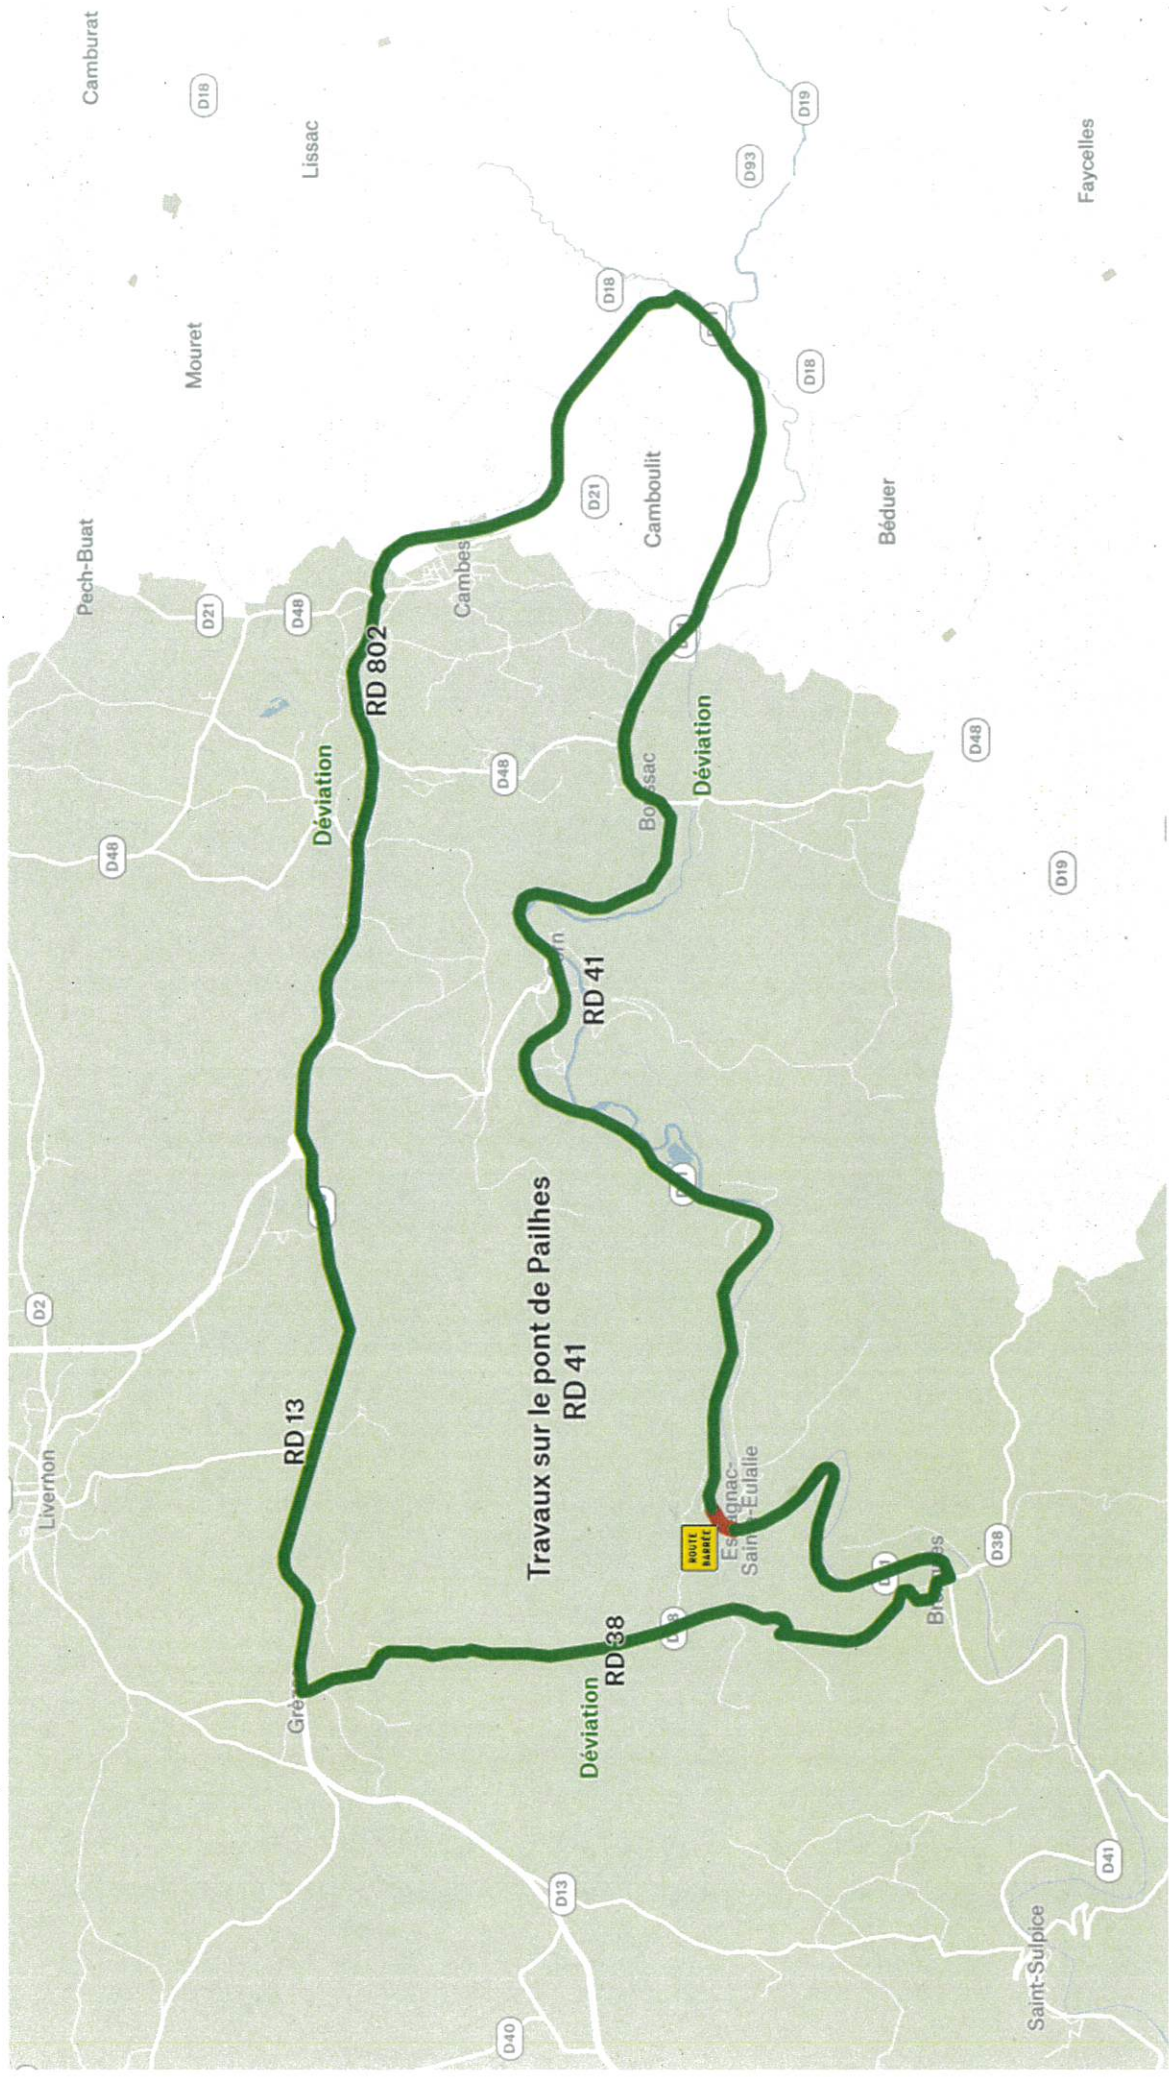 Camburat
D18
Lissac
D19
D93
Faycelles
Mouret
D18
D18
Pech-Buat
D21
D48
Cambes
D21
Camboulit
Béduer
RD 802
Déviation
D48
D48
Déviation
D48
D19
RD 41
D2
Livernon
RD 13
Travaux sur le pont de Pailhes
RD 41
ROUTE
BARRÉE
D38
RD 38
Déviation
D13
D40
D41
Saint-Sulpice